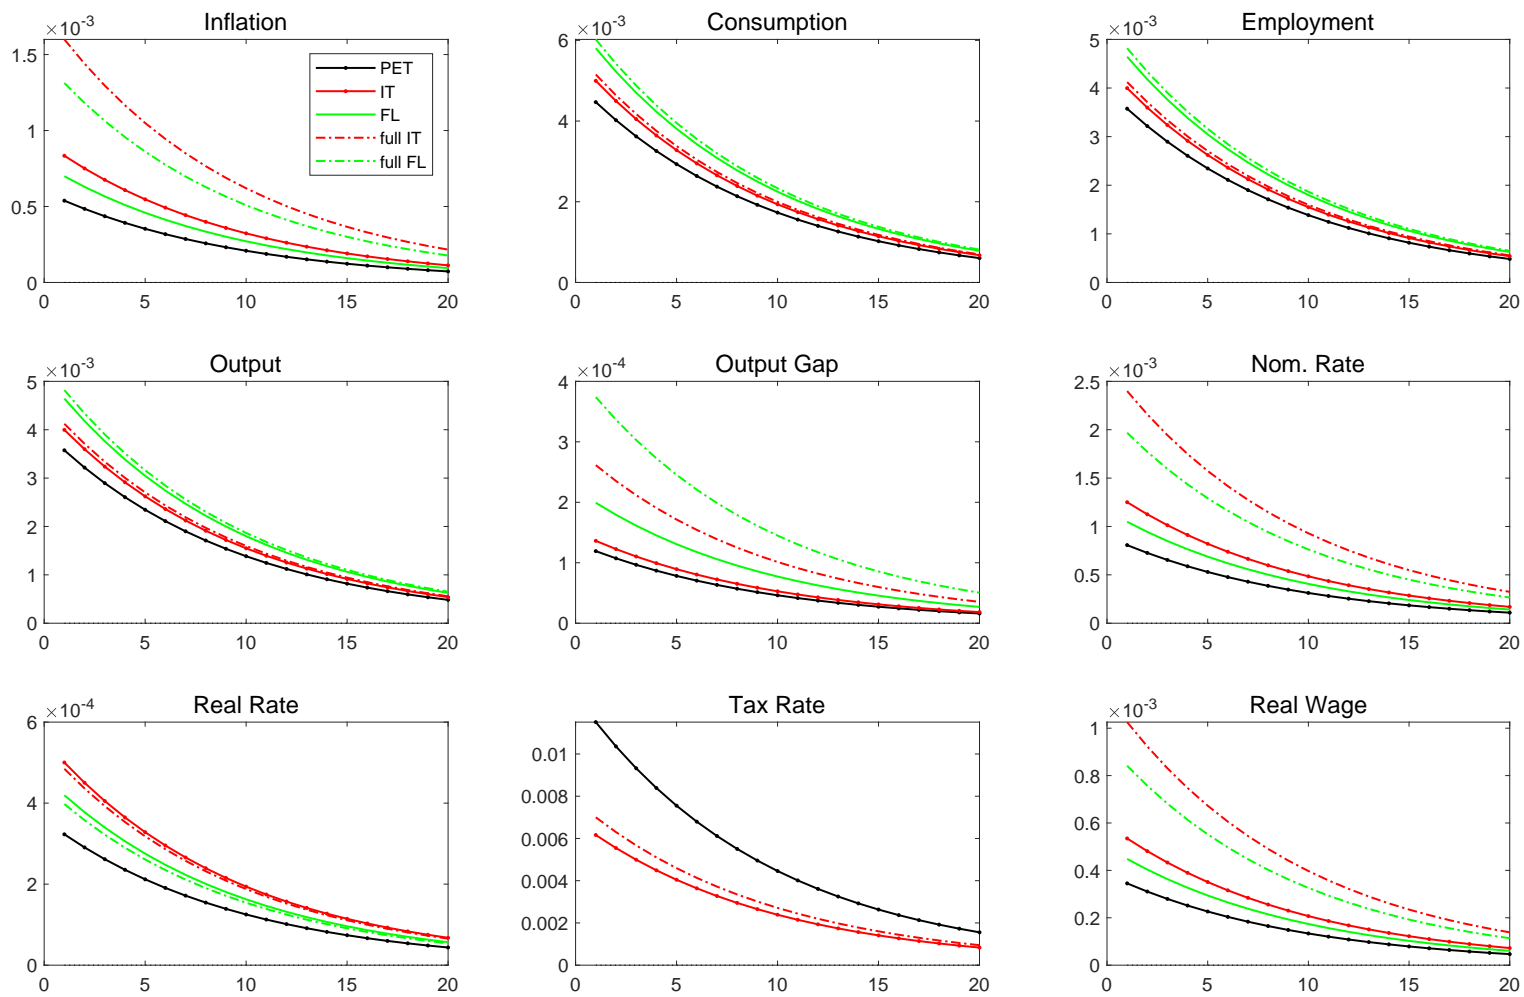 Inflation
×10-3
1.5
1
0.5
0
0 5 10 15 20
PET
IT
FL
full IT
full FL
Consumption
×10-3
6
4
2
0
0 5 10 15 20
Employment
×10-3
5
4
3
2
1
0
0 5 10 15 20
Output
×10-3
5
4
3
2
1
0
0 5 10 15 20
Output Gap
×10-4
4
3
2
1
0
0 5 10 15 20
Nom. Rate
×10-3
2.5
2
1.5
1
0.5
0
0 5 10 15 20
Real Rate
×10-4
6
4
2
0
0 5 10 15 20
Tax Rate
0.01
0.008
0.006
0.004
0.002
0
0 5 10 15 20
Real Wage
×10-3
1
0.8
0.6
0.4
0.2
0
0 5 10 15 20